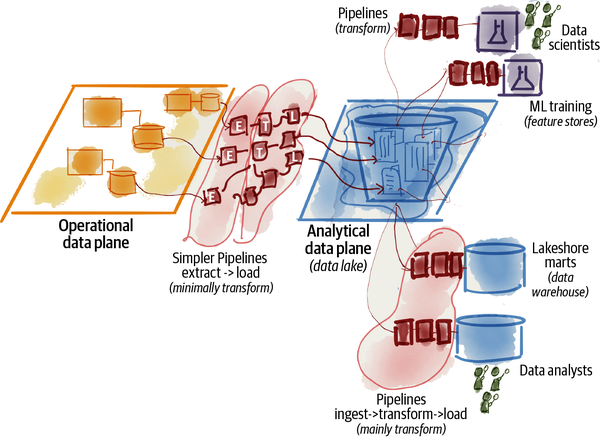 Pipelines
(transform)
Data
scientists
ML training
(feature stores)
E T L
E T L
E
Operational
data plane
Simpler Pipelines
extract -> load
(minimally transform)
Analytical
data plane
(data lake)
Lakeshore
marts
(data
warehouse)
Data analysts
Pipelines
ingest->transform->load
(mainly transform)